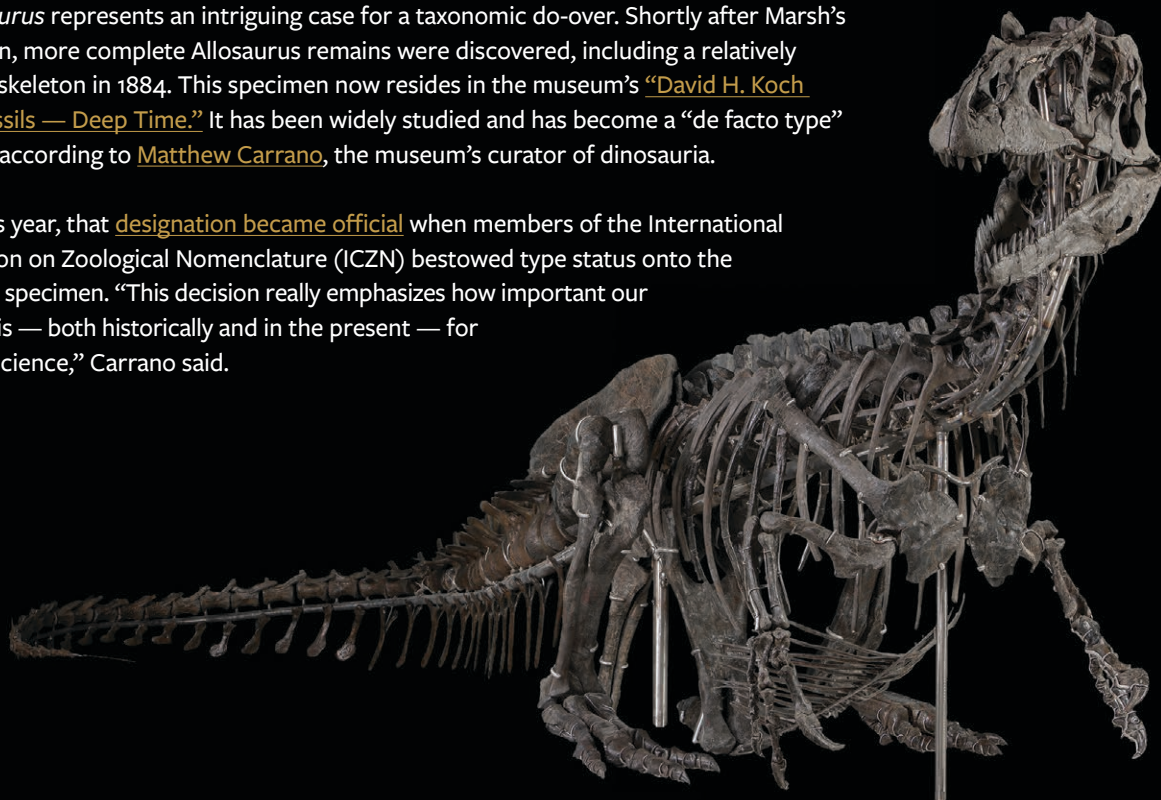 urus represents an intriguing case for a taxonomic do-over. Shortly after Marsh’s
n, more complete Allosaurus remains were discovered, including a relatively
skeleton in 1884. This specimen now resides in the museum’s “David H. Koch
ssils — Deep Time.” It has been widely studied and has become a “de facto type”
according to Matthew Carrano, the museum’s curator of dinosauria.
s year, that designation became official when members of the International
on on Zoological Nomenclature (ICZN) bestowed type status onto the
specimen. “This decision really emphasizes how important our
is — both historically and in the present — for
cience,” Carrano said.